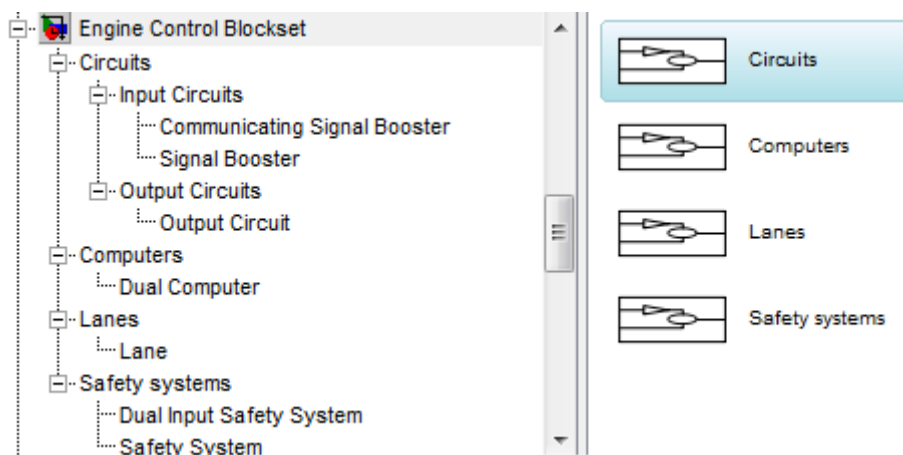 Engine Control Blockset
Circuits
Input Circuits
Communicating Signal Booster
Signal Booster
Output Circuits
Output Circuit
Computers
Dual Computer
Lanes
Lane
Safety systems
Dual Input Safety System
Safety System
Circuits
Computers
Lanes
Safety systems